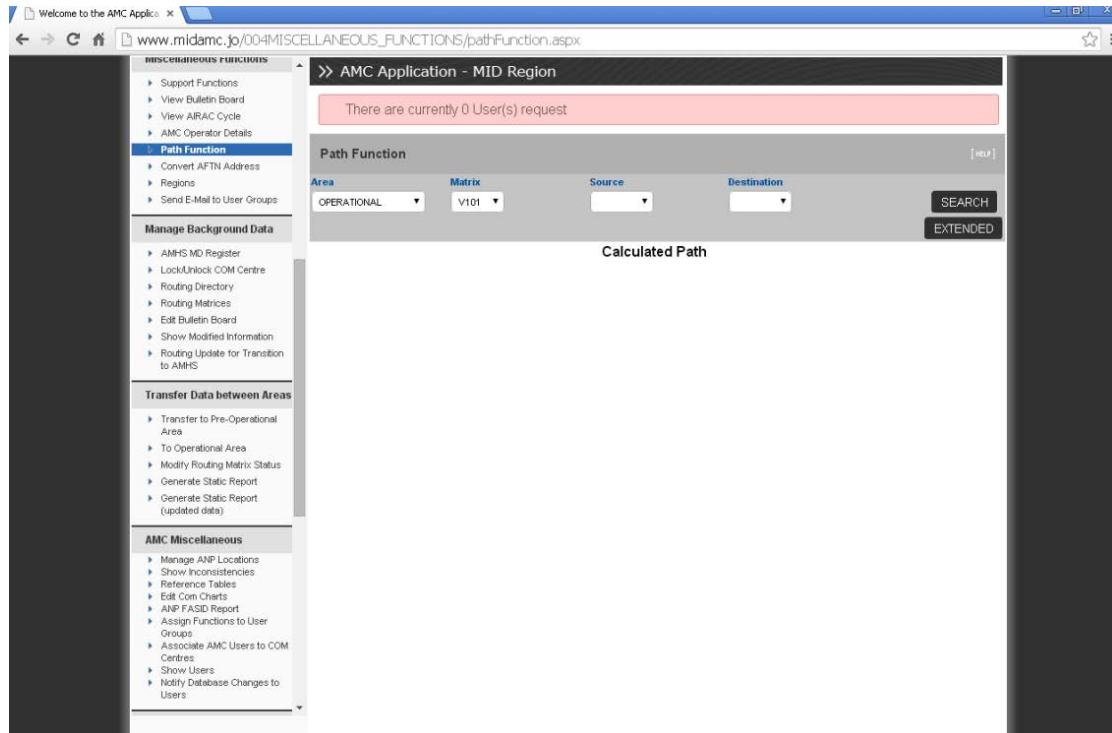 Welcome to the AMC Applica
www.midamc.jo/004MISCELLANEOUS_FUNCTIONS/pathFunction.aspx
Miscellaneous Functions
Support Functions
View Bulletin Board
View AIRAC Cycle
AMC Operator Details
Path Function
Convert AFTN Address
Regions
Send E-Mail to User Groups
Manage Background Data
AMHS MD Register
Lock/Unlock COM Centre
Routing Directory
Routing Matrices
Edit Bulletin Board
Show Modified Information
Routing Update for Transition
to AMHS
Transfer Data between Areas
Transfer to Pre-Operational
Area
To Operational Area
Modify Routing Matrix Status
Generate Static Report
Generate Static Report
(updated data)
AMC Miscellaneous
Manage ANP Locations
Show Inconsistencies
Reference Tables
Edit Com Charts
ANP FASID Report
Assign Functions to User
Groups
Associate AMC Users to COM
Centres
Show Users
Notify Database Changes to
Users
>> AMC Application - MID Region
There are currently 0 User(s) request
Path Function [HELP]
Area Matrix Source Destination
OPERATIONAL V101 SEARCH
EXTENDED
Calculated Path